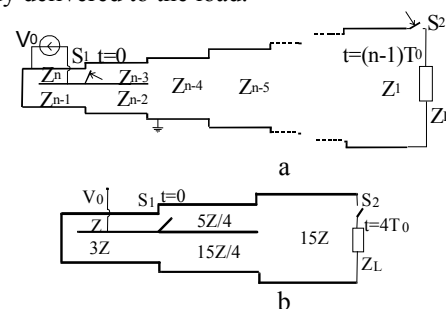 y delivered to the load.
V0
S1 t=0
S2
t=(n-1)T0
Zn
Zn-3
Zn-1
Zn-2
Zn-4
Zn-5
Z1
a
V0
S1 t=0
S2
Z
5Z/4
15Z
t=4T0
3Z
15Z/4
ZL
b